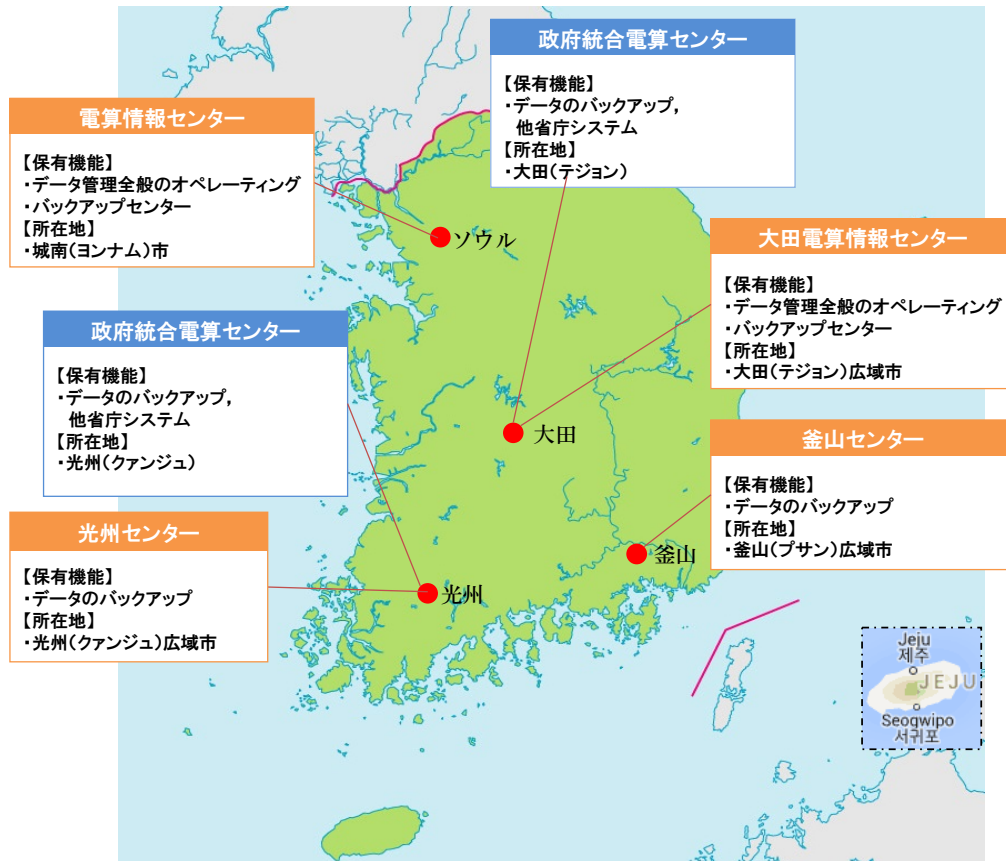 政府統合電算センター
【保有機能】
・データのバックアップ,
他省庁システム
【所在地】
・大田(テジョン)
電算情報センター
【保有機能】
・データ管理全般のオペレーティング
・バックアップセンター
【所在地】
・城南(ヨンナム)市
ソウル
大田電算情報センター
【保有機能】
・データ管理全般のオペレーティング
・バックアップセンター
【所在地】
・大田(テジョン)広域市
政府統合電算センター
【保有機能】
・データのバックアップ,
他省庁システム
【所在地】
・光州(クァンジュ)
大田
釜山センター
【保有機能】
・データのバックアップ
【所在地】
・釜山(プサン)広域市
釜山
光州センター
【保有機能】
・データのバックアップ
【所在地】
・光州(クァンジュ)広域市
光州
Jeju
제주
JEJU
Seogwipo
서귀포